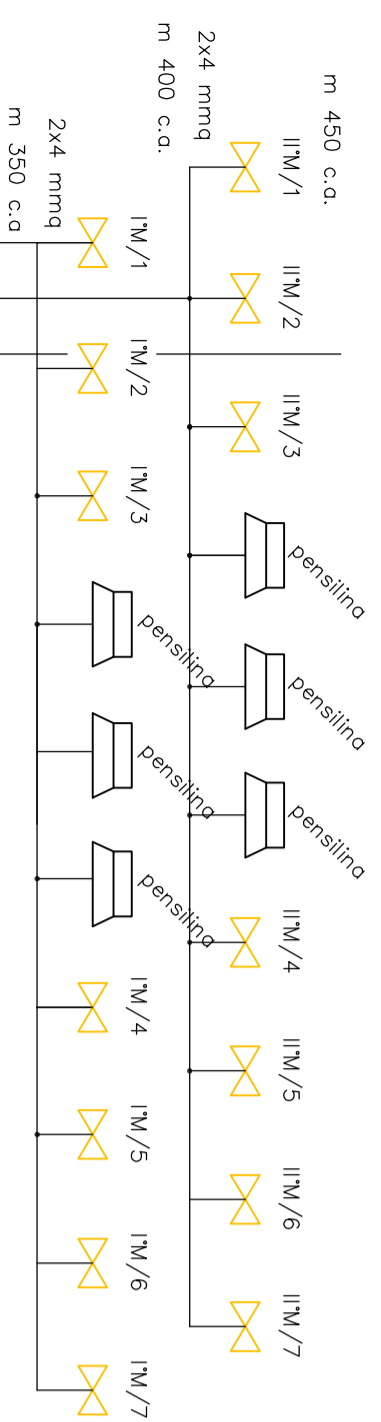 m 450 c.a.
II°M/1
II°M/2
II°M/3
pensilina
pensilina
pensilina
II°M/4
II°M/5
II°M/6
II°M/7
2x4 mmq
m 400 c.a.
I°M/1
I°M/2
I°M/3
pensilina
pensilina
pensilina
I°M/4
I°M/5
I°M/6
I°M/7
2x4 mmq
m 350 c.a